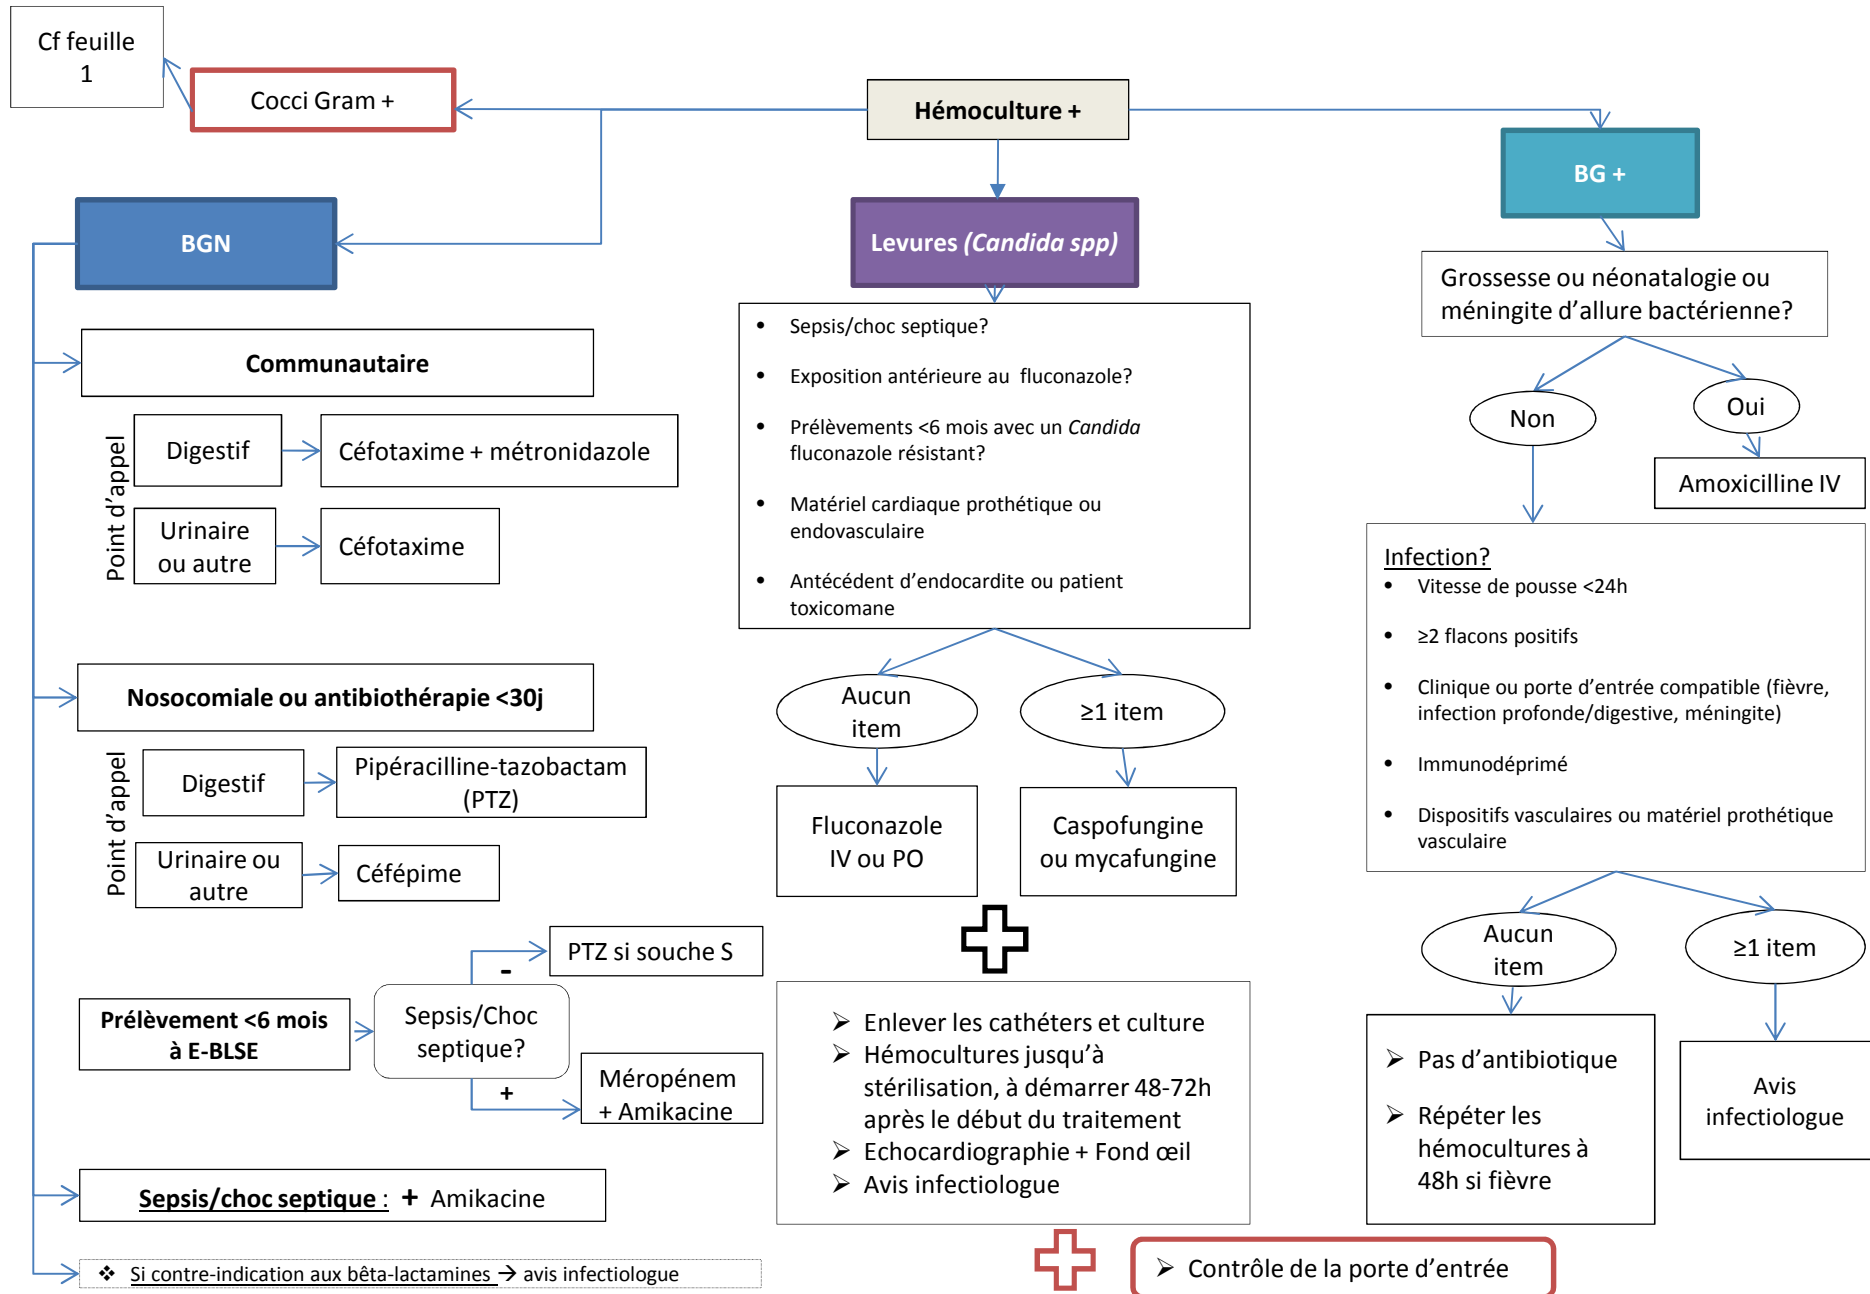 Cf feuille
1
Cocci Gram +
Hémoculture +
BG +
BGN
Levures (Candida spp)
Communautaire
Point d'appel
Digestif
Céfotaxime + métronidazole
Urinaire
ou autre
Céfotaxime
Nosocomiale ou antibiothérapie <30j
Point d'appel
Digestif
Pipéracilline-tazobactam
(PTZ)
Urinaire ou
autre
Céfépime
Prélèvement <6 mois
à E-BLSE
Sepsis/Choc
septique?
-
PTZ si souche S
+
Méropénem
+ Amikacine
Sepsis/choc septique : + Amikacine
❖ Si contre-indication aux bêta-lactamines → avis infectiologue
• Sepsis/choc septique?
• Exposition antérieure au fluconazole?
• Prélèvements <6 mois avec un Candida
fluconazole résistant?
• Matériel cardiaque prothétique ou
endovasculaire
• Antécédent d'endocardite ou patient
toxicomane
Aucun
item
≥1 item
Fluconazole
IV ou PO
Caspofungine
ou mycafungine
➢ Enlever les cathéters et culture
➢ Hémocultures jusqu'à
stérilisation, à démarrer 48-72h
après le début du traitement
➢ Echocardiographie + Fond œil
➢ Avis infectiologue
➢ Contrôle de la porte d'entrée
Grossesse ou néonatalogie ou
méningite d'allure bactérienne?
Non
Oui
Amoxicilline IV
Infection?
• Vitesse de pousse <24h
• ≥2 flacons positifs
• Clinique ou porte d'entrée compatible (fièvre,
infection profonde/digestive, méningite)
• Immunodéprimé
• Dispositifs vasculaires ou matériel prothétique
vasculaire
Aucun
item
≥1 item
➢ Pas d'antibiotique
➢ Répéter les
hémocultures à
48h si fièvre
Avis
infectiologue